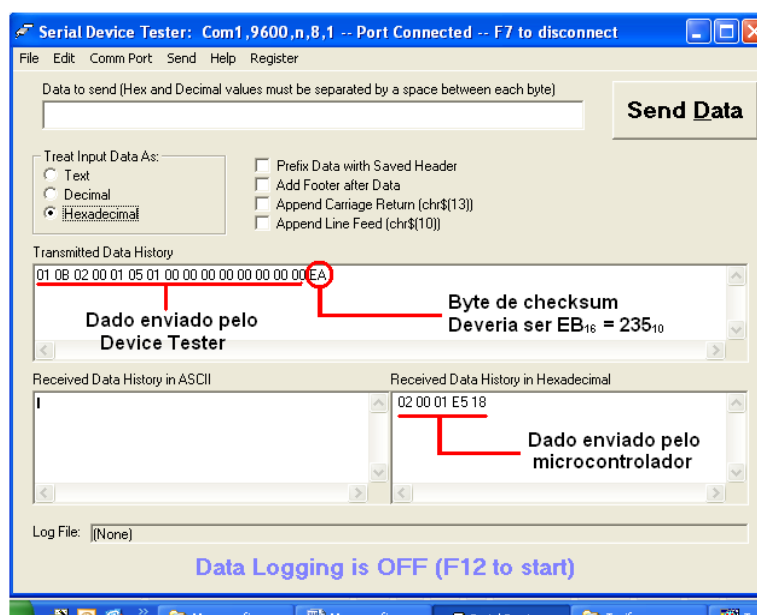 Serial Device Tester: Com1,9600,n,8,1 -- Port Connected -- F7 to disconnect
File Edit Comm Port Send Help Register
Data to send (Hex and Decimal values must be separated by a space between each byte)
Send Data
Treat Input Data As:
Text
Decimal
Hexadecimal
Prefix Data wirth Saved Header
Add Footer after Data
Append Carriage Return (chr$(13))
Append Line Feed (chr$(10))
Transmitted Data History
01 0B 02 00 01 05 01 00 00 00 00 00 00 00 00 EA
Dado enviado pelo
Device Tester
Byte de checksum
Deveria ser EB₁₆ = 235₁₀
Received Data History in ASCII
Received Data History in Hexadecimal
02 00 01 E5 18
Dado enviado pelo
microcontrolador
Log File: (None)
Data Logging is OFF (F12 to start)